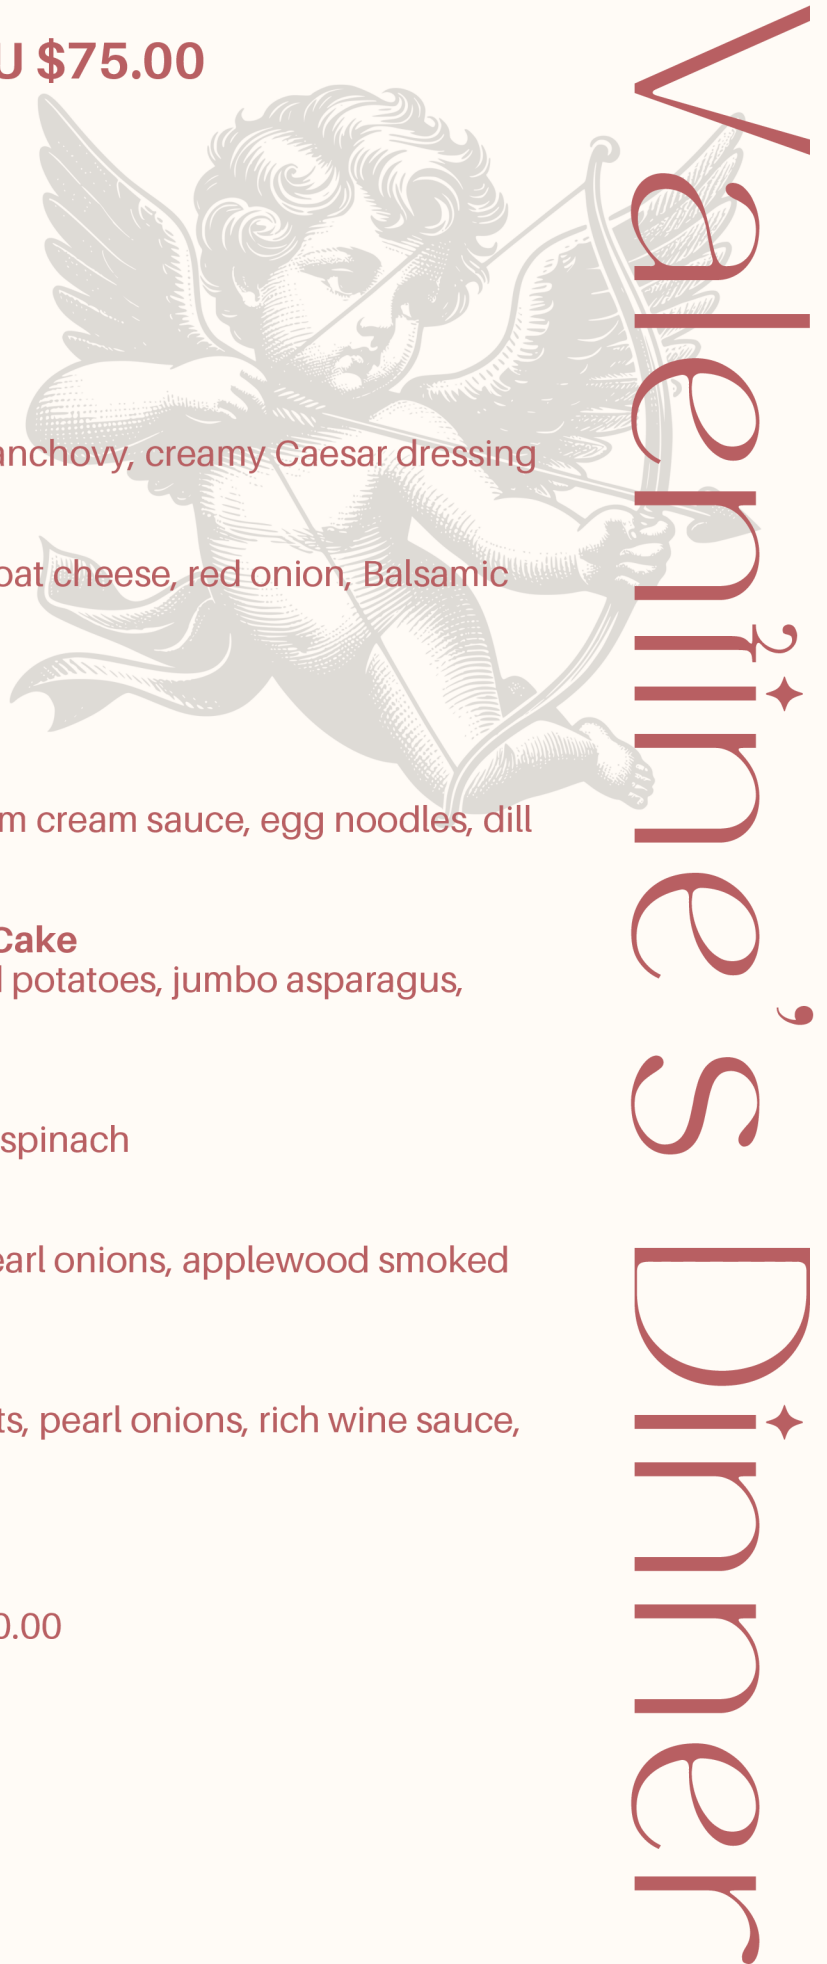 U $75.00
anchovy, creamy Caesar dressing
oat cheese, red onion, Balsamic
m cream sauce, egg noodles, dill
Cake
potatoes, jumbo asparagus,
spinach
earl onions, applewood smoked
ts, pearl onions, rich wine sauce,
0.00
Valentine’s Dinner